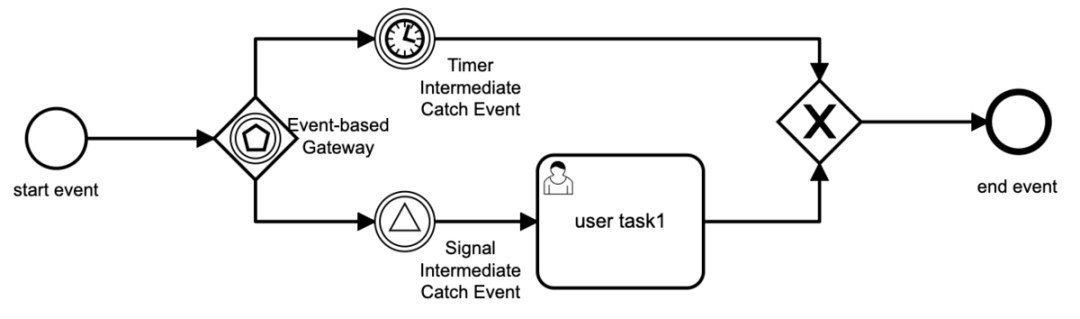 Timer
Intermediate
Catch Event
Event-based
Gateway
X
start event
user task1
end event
Signal
Intermediate
Catch Event